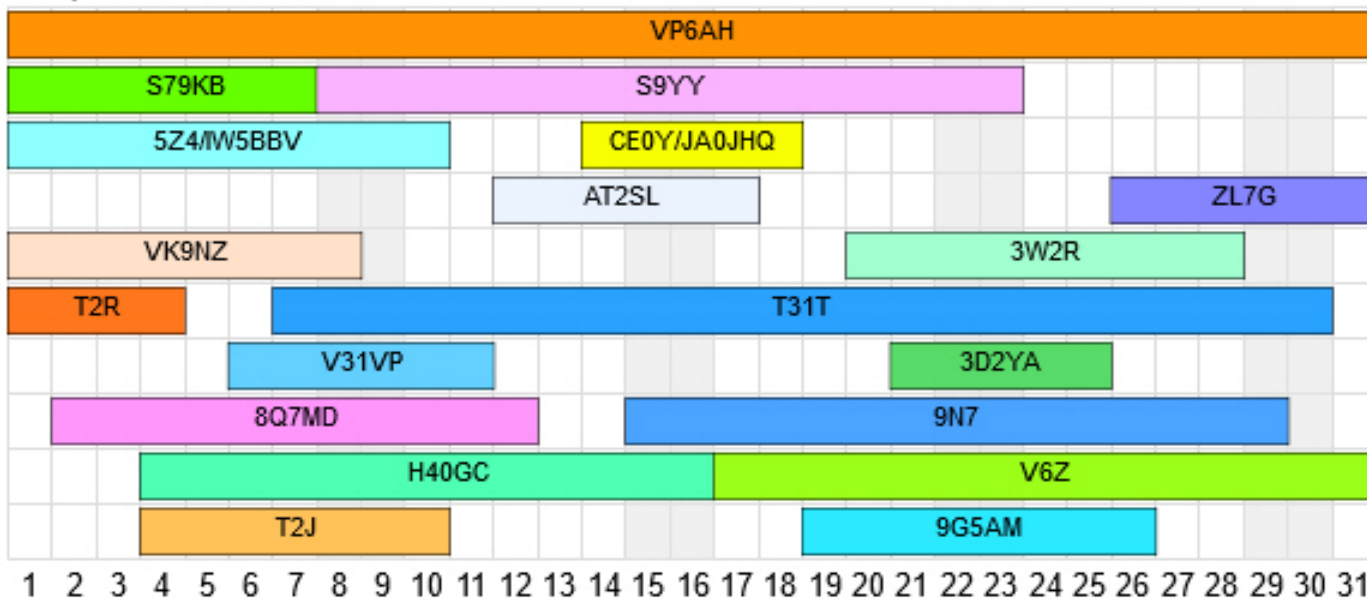 VP6AH
S79KB S9YY
5Z4/IW5BBV CE0Y/JA0JHQ
AT2SL ZL7G
VK9NZ 3W2R
T2R T31T
V31VP 3D2YA
8Q7MD 9N7
H40GC V6Z
T2J 9G5AM
1 2 3 4 5 6 7 8 9 10 11 12 13 14 15 16 17 18 19 20 21 22 23 24 25 26 27 28 29 30 31